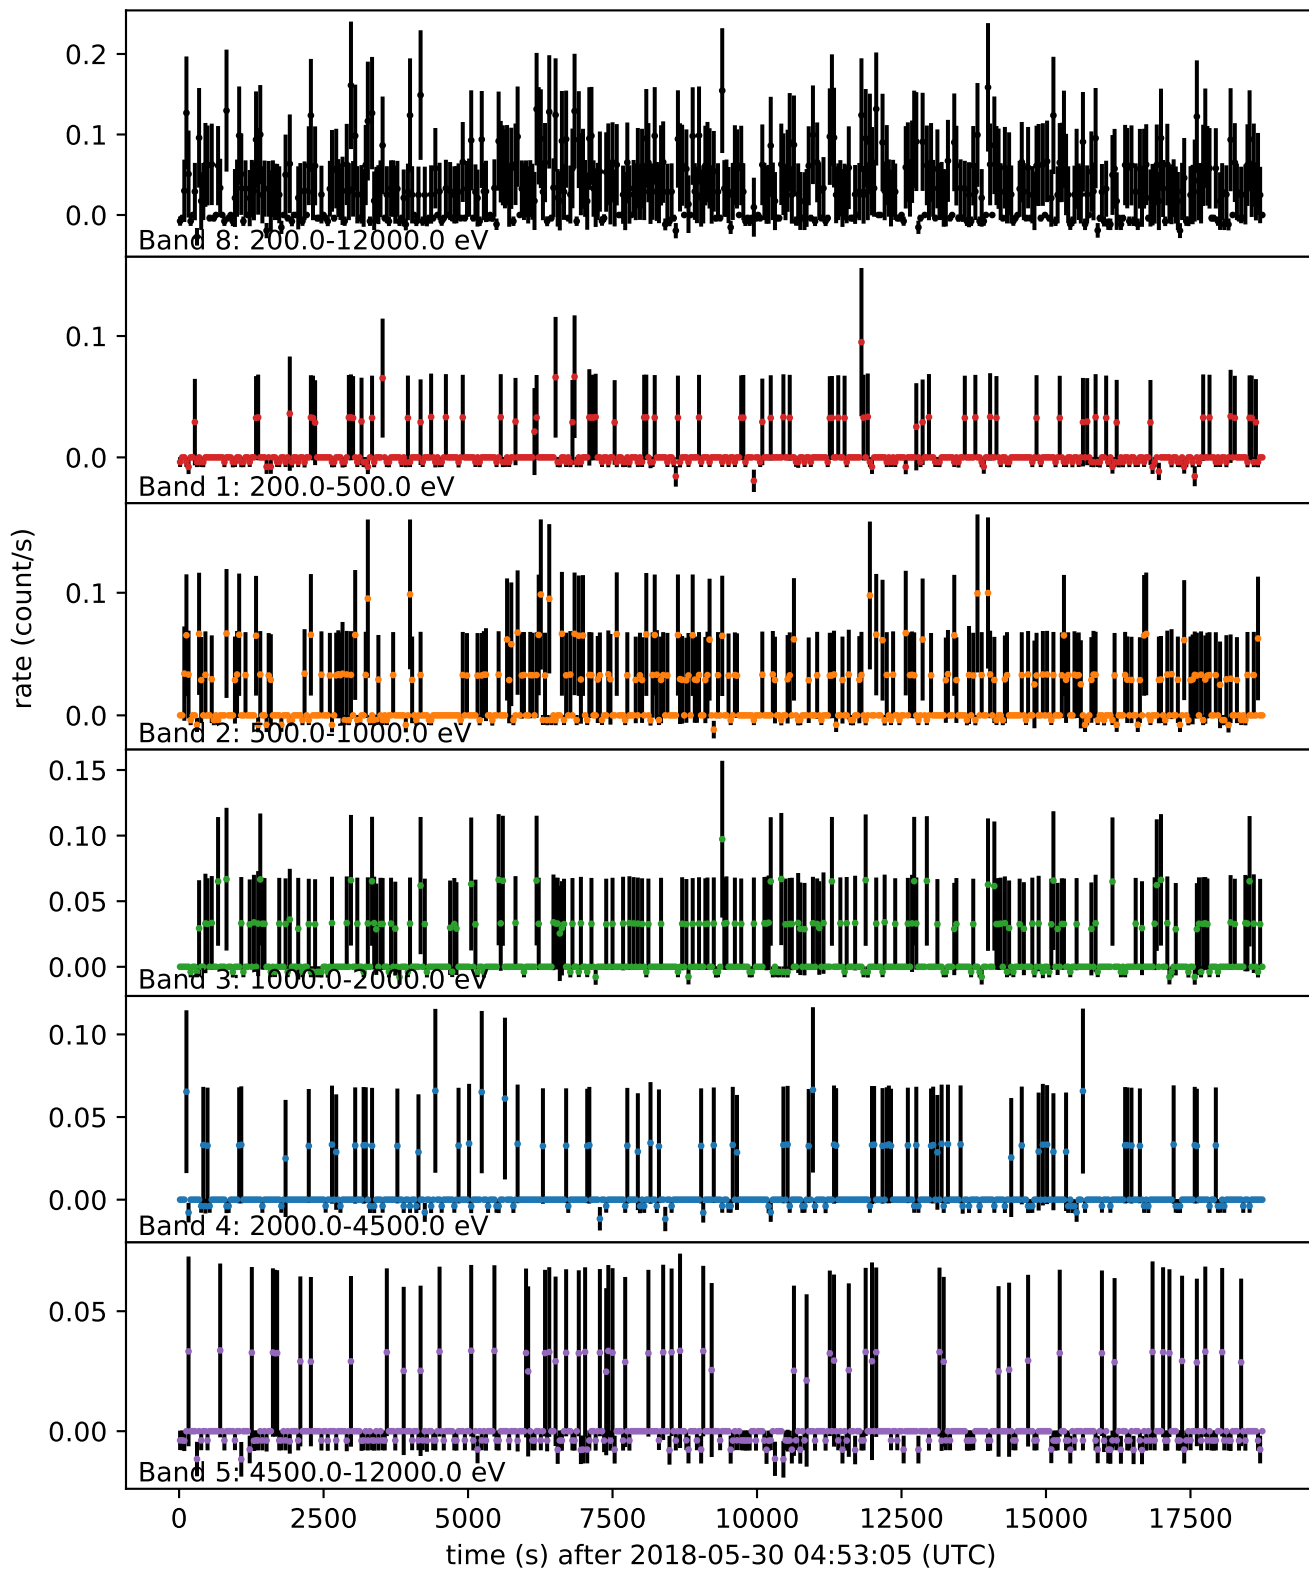 0.2
0.1
0.0
Band 8: 200.0-12000.0 eV
0.1
0.0
Band 1: 200.0-500.0 eV
rate (count/s)
0.1
0.0
Band 2: 500.0-1000.0 eV
0.15
0.10
0.05
0.00
Band 3: 1000.0-2000.0 eV
0.10
0.05
0.00
Band 4: 2000.0-4500.0 eV
0.05
0.00
Band 5: 4500.0-12000.0 eV
0 2500 5000 7500 10000 12500 15000 17500
time (s) after 2018-05-30 04:53:05 (UTC)